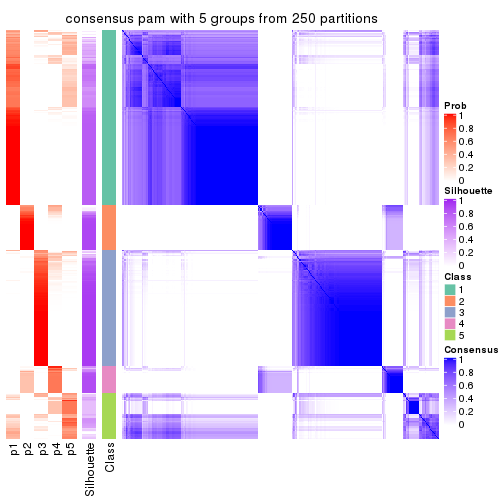 consensus pam with 5 groups from 250 partitions
Prob
1
0.8
0.6
0.4
0.2
0
Silhouette
1
0.8
0.6
0.4
0.2
0
Class
1
2
3
4
5
Consensus
1
0.8
0.6
0.4
0.2
0
p1
p2
p3
p4
p5
Silhouette
Class